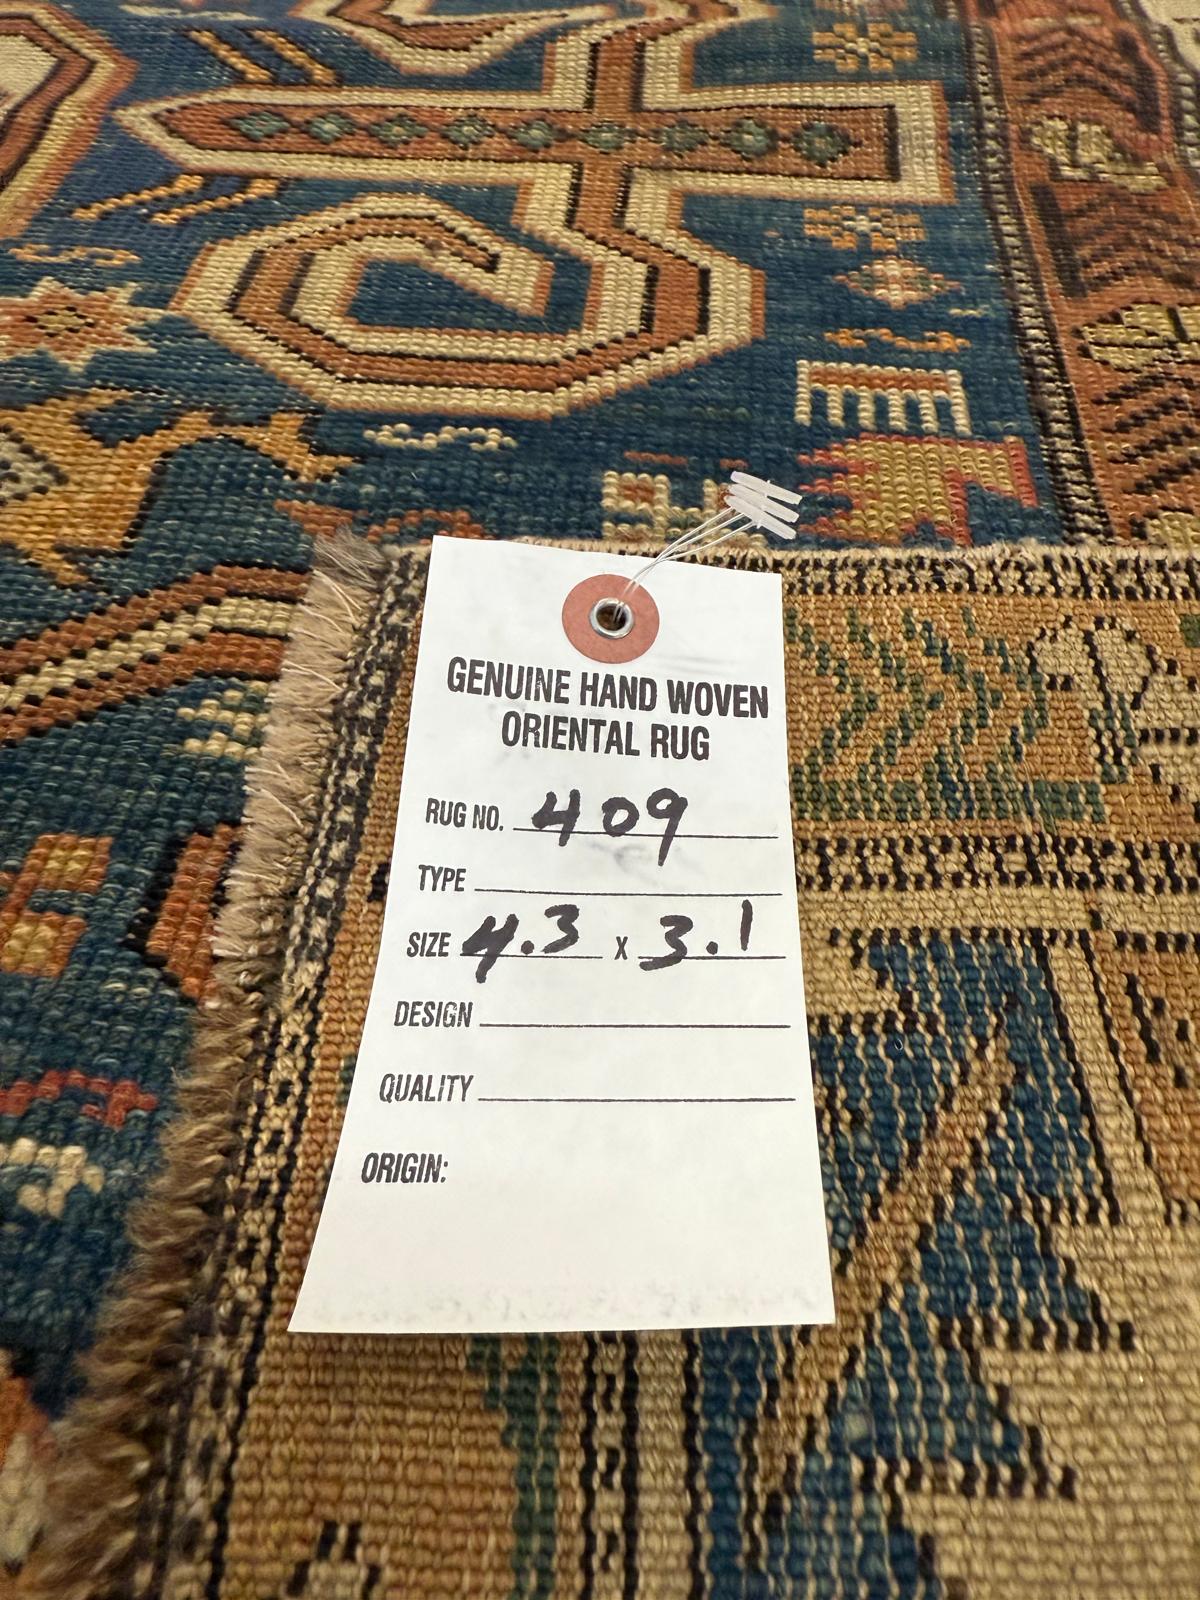 GENUINE HAND WOVEN
ORIENTAL RUG
RUG NO. 409
TYPE
SIZE 4.3 x 3.1
DESIGN
QUALITY
ORIGIN: